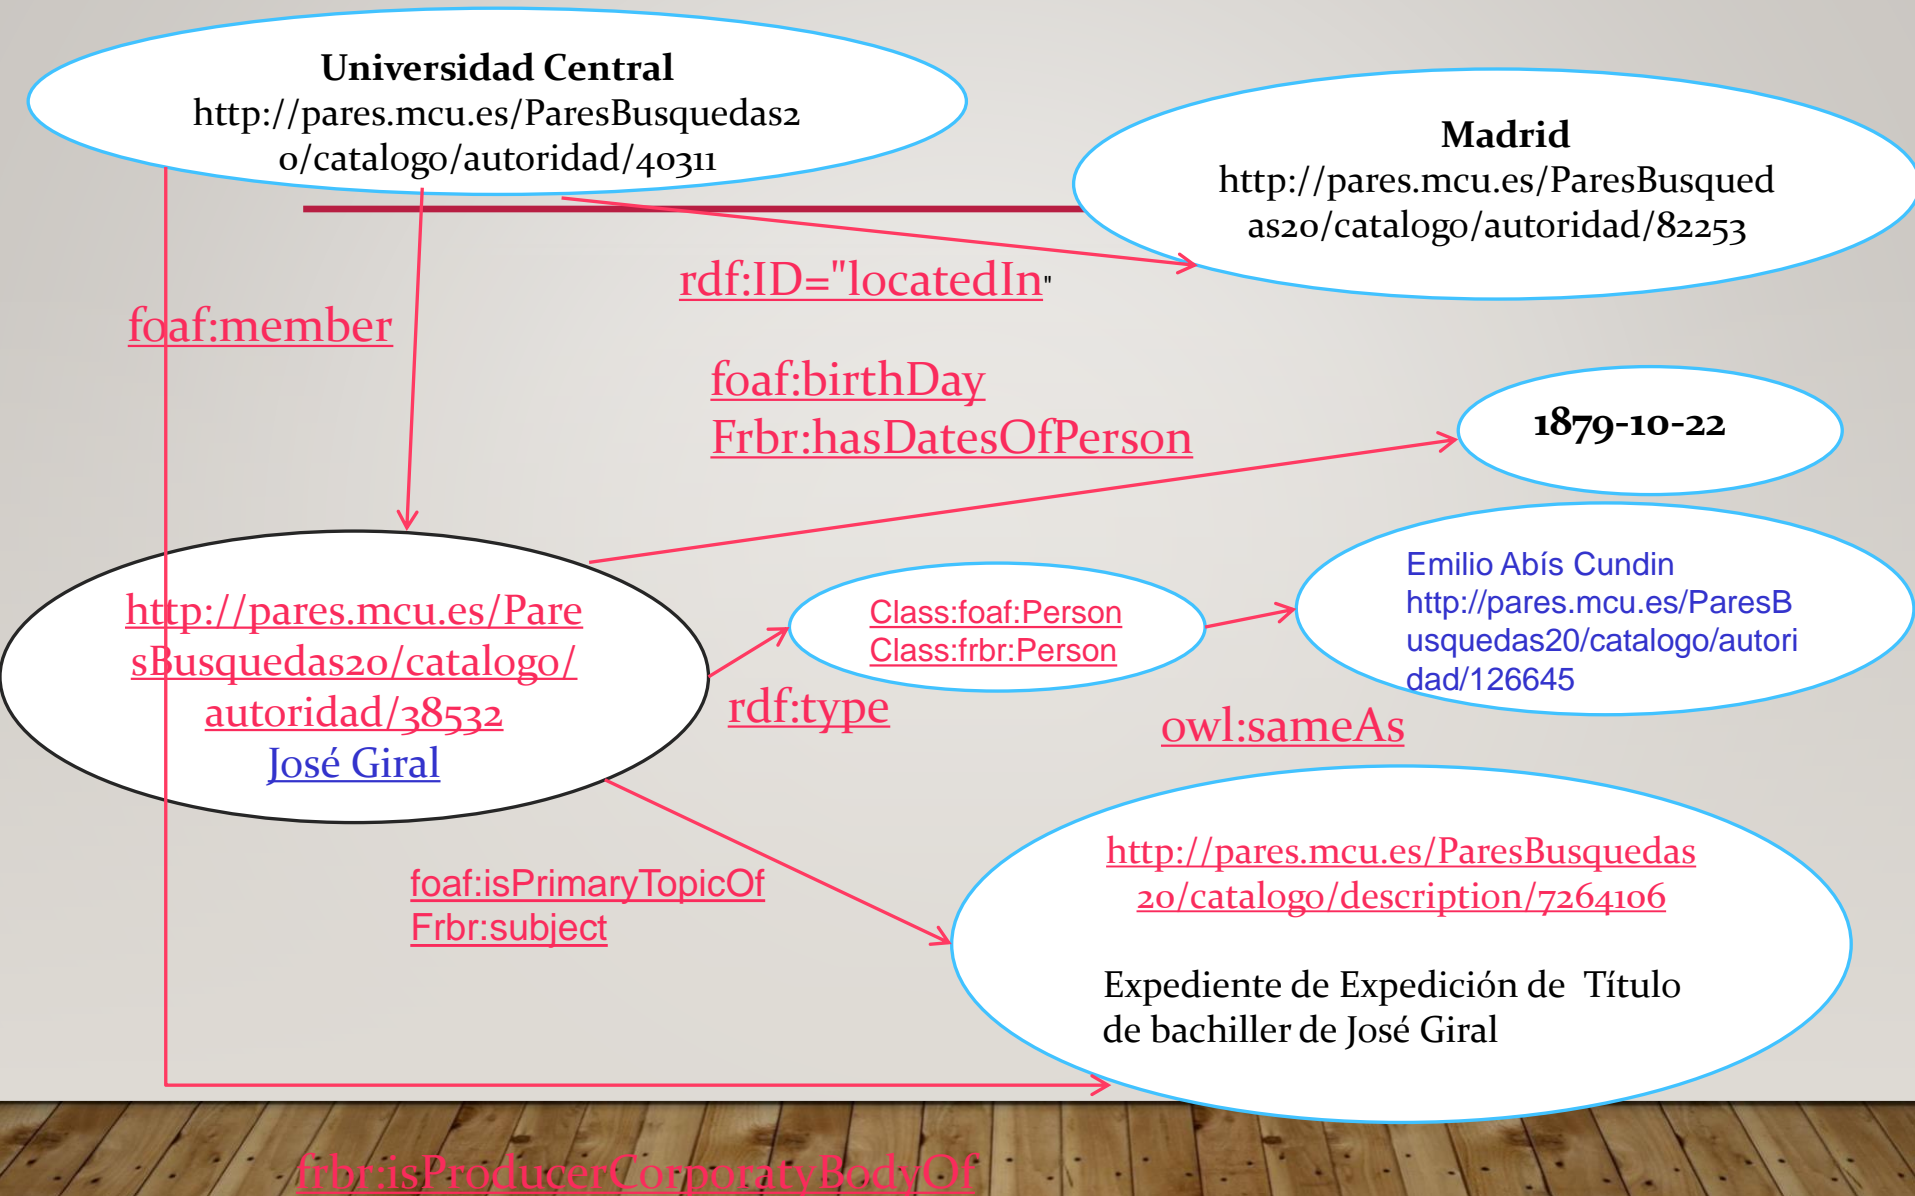 Universidad Central
http://pares.mcu.es/ParesBusquedas2
0/catalogo/autoridad/40311
Madrid
http://pares.mcu.es/ParesBusqued
as20/catalogo/autoridad/82253
rdf:ID="locatedIn"
foaf:member
foaf:birthDay
Frbr:hasDatesOfPerson
1879-10-22
http://pares.mcu.es/Pare
sBusquedas20/catalogo/
autoridad/38532
José Giral
Class:foaf:Person
Class:frbr:Person
Emilio Abís Cundin
http://pares.mcu.es/ParesB
usquedas20/catalogo/autori
dad/126645
rdf:type
owl:sameAs
foaf:isPrimaryTopicOf
Frbr:subject
http://pares.mcu.es/ParesBusquedas
20/catalogo/description/7264106
Expediente de Expedición de Título
de bachiller de José Giral
frbr:isProducerCorporatyBodyOf